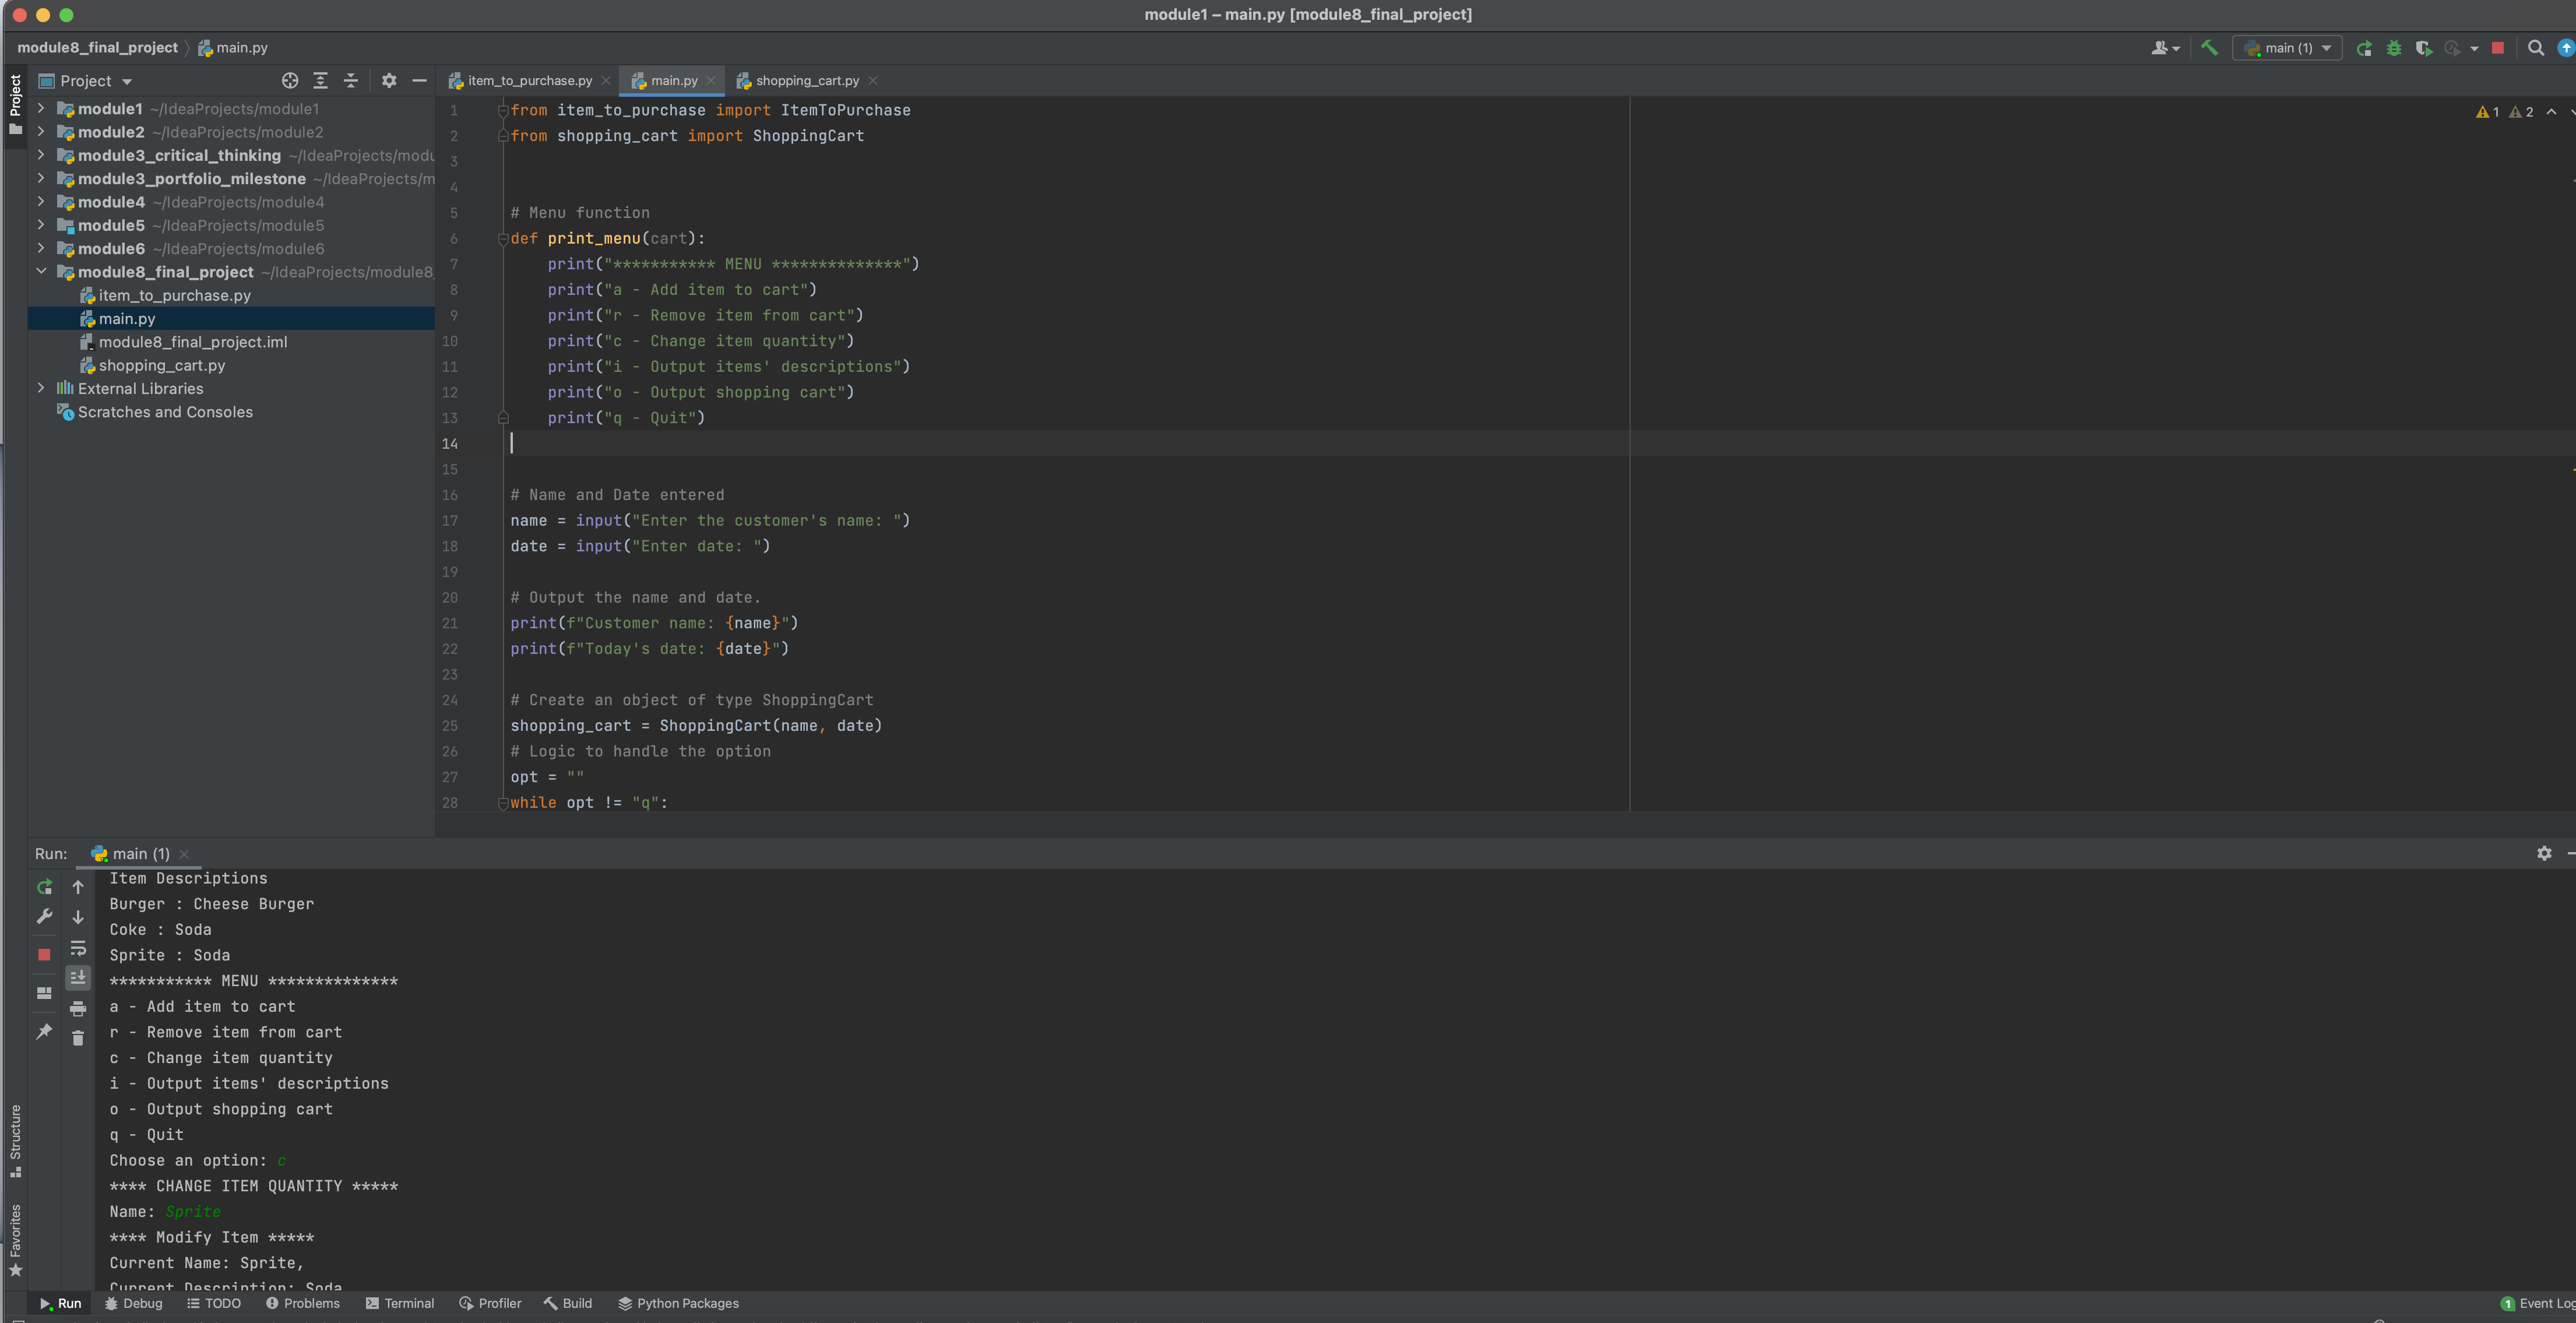 module1 – main.py [module8_final_project]
module8_final_project
main.py
main (1)
Project
Project
item_to_purchase.py
main.py
shopping_cart.py
module1 ~/IdeaProjects/module1
module2 ~/IdeaProjects/module2
module3_critical_thinking ~/IdeaProjects/modu
module3_portfolio_milestone ~/IdeaProjects/m
module4 ~/IdeaProjects/module4
module5 ~/IdeaProjects/module5
module6 ~/IdeaProjects/module6
module8_final_project ~/IdeaProjects/module8_
item_to_purchase.py
main.py
module8_final_project.iml
shopping_cart.py
External Libraries
Scratches and Consoles
1 2
1 from item_to_purchase import ItemToPurchase
2 from shopping_cart import ShoppingCart
3
4
5 # Menu function
6 def print_menu(cart):
7     print("*********** MENU **************")
8     print("a - Add item to cart")
9     print("r - Remove item from cart")
10     print("c - Change item quantity")
11     print("i - Output items' descriptions")
12     print("o - Output shopping cart")
13     print("q - Quit")
14
15
16 # Name and Date entered
17 name = input("Enter the customer's name: ")
18 date = input("Enter date: ")
19
20 # Output the name and date.
21 print(f"Customer name: {name}")
22 print(f"Today's date: {date}")
23
24 # Create an object of type ShoppingCart
25 shopping_cart = ShoppingCart(name, date)
26 # Logic to handle the option
27 opt = ""
28 while opt != "q":
Run: main (1)
Item Descriptions
Burger : Cheese Burger
Coke : Soda
Sprite : Soda
*********** MENU **************
a - Add item to cart
r - Remove item from cart
c - Change item quantity
i - Output items' descriptions
o - Output shopping cart
q - Quit
Choose an option: c
**** CHANGE ITEM QUANTITY *****
Name: Sprite
**** Modify Item *****
Current Name: Sprite,
Current Description: Soda
Structure
Favorites
Run Debug TODO Problems Terminal Profiler Build Python Packages
1 Event Log